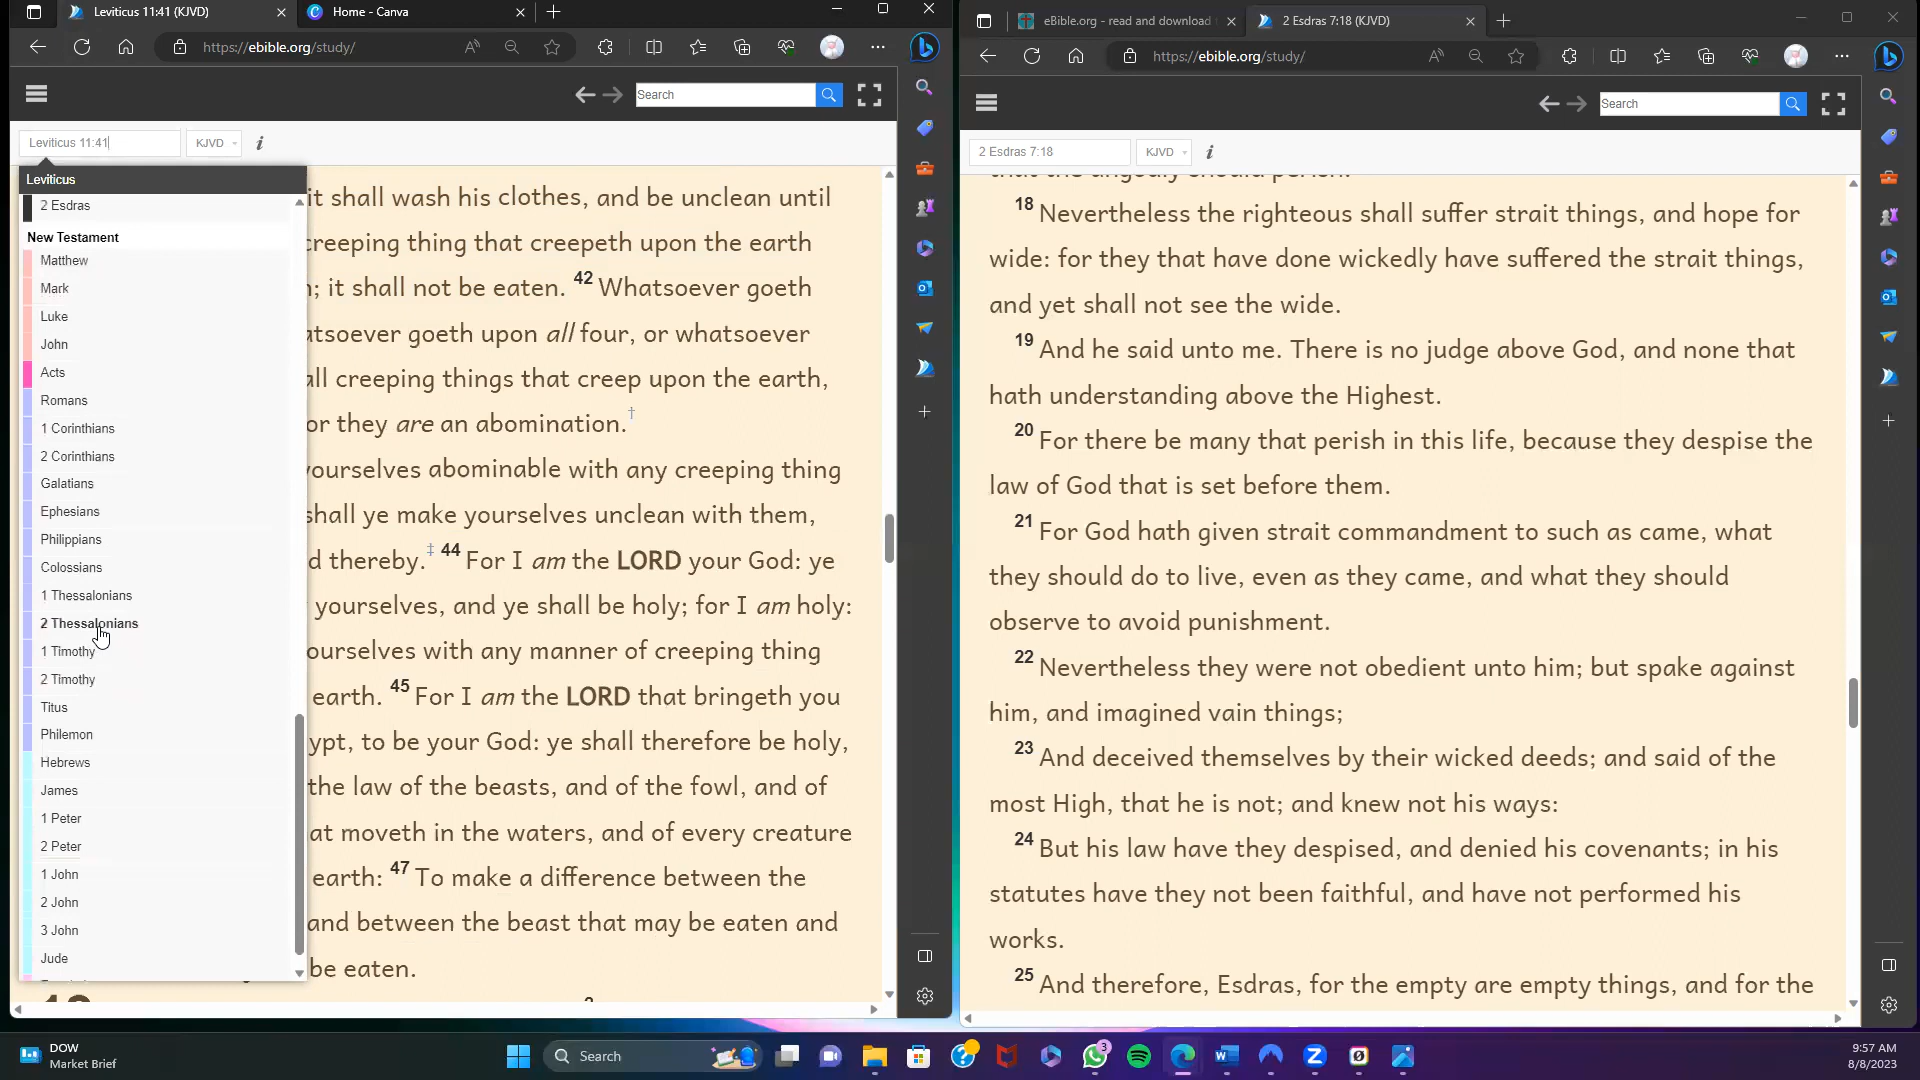 Leviticus 11:41 (KJVD)
Home - Canva
https://ebible.org/study/
Search
Leviticus 11:41
KJVD
i
Leviticus
2 Esdras
New Testament
Matthew
Mark
Luke
John
Acts
Romans
1 Corinthians
2 Corinthians
Galatians
Ephesians
Philippians
Colossians
1 Thessalonians
2 Thessalonians
1 Timothy
2 Timothy
Titus
Philemon
Hebrews
James
1 Peter
2 Peter
1 John
2 John
3 John
Jude
it shall wash his clothes, and be unclean until
creeping thing that creepeth upon the earth
; it shall not be eaten. 42 Whatsoever goeth
atsoever goeth upon all four, or whatsoever
all creeping things that creep upon the earth,
or they are an abomination. †
yourselves abominable with any creeping thing
shall ye make yourselves unclean with them,
d thereby. ‡ 44 For I am the LORD your God: ye
yourselves, and ye shall be holy; for I am holy:
ourselves with any manner of creeping thing
earth. 45 For I am the LORD that bringeth you
ypt, to be your God: ye shall therefore be holy,
the law of the beasts, and of the fowl, and of
at moveth in the waters, and of every creature
earth: 47 To make a difference between the
and between the beast that may be eaten and
be eaten.
eBible.org - read and download
2 Esdras 7:18 (KJVD)
https://ebible.org/study/
Search
2 Esdras 7:18
KJVD
i
that the ungodly should perish.
18 Nevertheless the righteous shall suffer strait things, and hope for
wide: for they that have done wickedly have suffered the strait things,
and yet shall not see the wide.
19 And he said unto me. There is no judge above God, and none that
hath understanding above the Highest.
20 For there be many that perish in this life, because they despise the
law of God that is set before them.
21 For God hath given strait commandment to such as came, what
they should do to live, even as they came, and what they should
observe to avoid punishment.
22 Nevertheless they were not obedient unto him; but spake against
him, and imagined vain things;
23 And deceived themselves by their wicked deeds; and said of the
most High, that he is not; and knew not his ways:
24 But his law have they despised, and denied his covenants; in his
statutes have they not been faithful, and have not performed his
works.
25 And therefore, Esdras, for the empty are empty things, and for the
DOW
Market Brief
Search
3
9:57 AM
8/8/2023